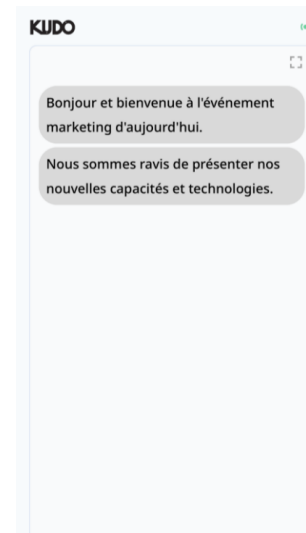 KUDO
Bonjour et bienvenue à l'événement
marketing d'aujourd'hui.
Nous sommes ravis de présenter nos
nouvelles capacités et technologies.